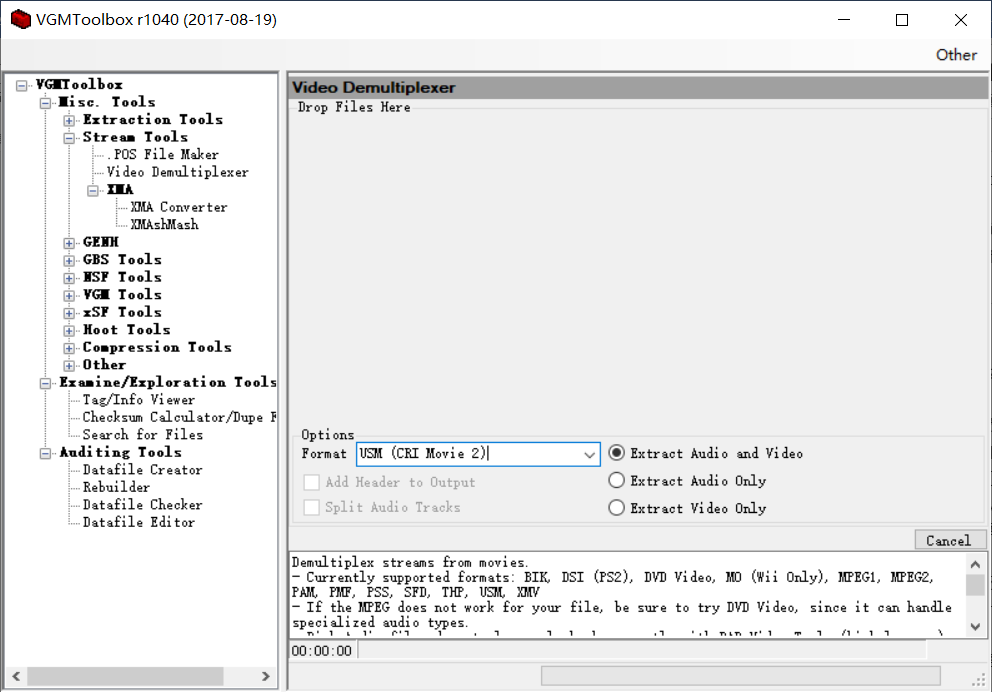 VGMToolbox r1040 (2017-08-19)
Other
VGMToolbox
Misc. Tools
Extraction Tools
Stream Tools
.POS File Maker
Video Demultiplexer
XMA
XMA Converter
XMAshMash
GENH
GBS Tools
NSF Tools
VGM Tools
xSF Tools
Hoot Tools
Compression Tools
Other
Examine/Exploration Tools
Tag/Info Viewer
Checksum Calculator/Dupe F
Search for Files
Auditing Tools
Datafile Creator
Rebuilder
Datafile Checker
Datafile Editor
Video Demultiplexer
Drop Files Here
Options
Format USM (CRI Movie 2) Extract Audio and Video
Add Header to Output Extract Audio Only
Split Audio Tracks Extract Video Only
Cancel
Demultiplex streams from movies.
- Currently supported formats: BIK, DSI (PS2), DVD Video, MO (Wii Only), MPEG1, MPEG2,
PAM, PMF, PSS, SFD, THP, USM, XMV
- If the MPEG does not work for your file, be sure to try DVD Video, since it can handle
specialized audio types.
00:00:00